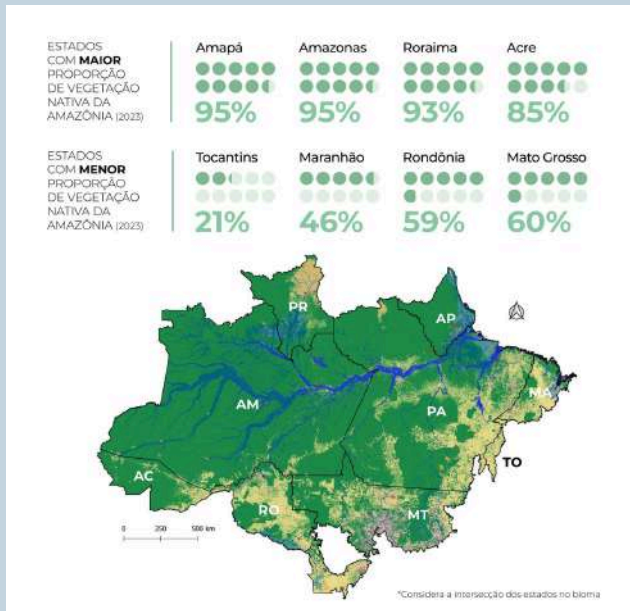 ESTADOS
COM MAIOR
PROPORÇÃO
DE VEGETAÇÃO
NATIVA DA
AMAZÔNIA (2023)
Amapá
95%
Amazonas
95%
Roraima
93%
Acre
85%
ESTADOS
COM MENOR
PROPORÇÃO
DE VEGETAÇÃO
NATIVA DA
AMAZÔNIA (2023)
Tocantins
21%
Maranhão
46%
Rondônia
59%
Mato Grosso
60%
PR
AP
AM
PA
MA
TO
AC
RO
MT
0 250 500 km
*Considera a intersecção dos estados no bioma